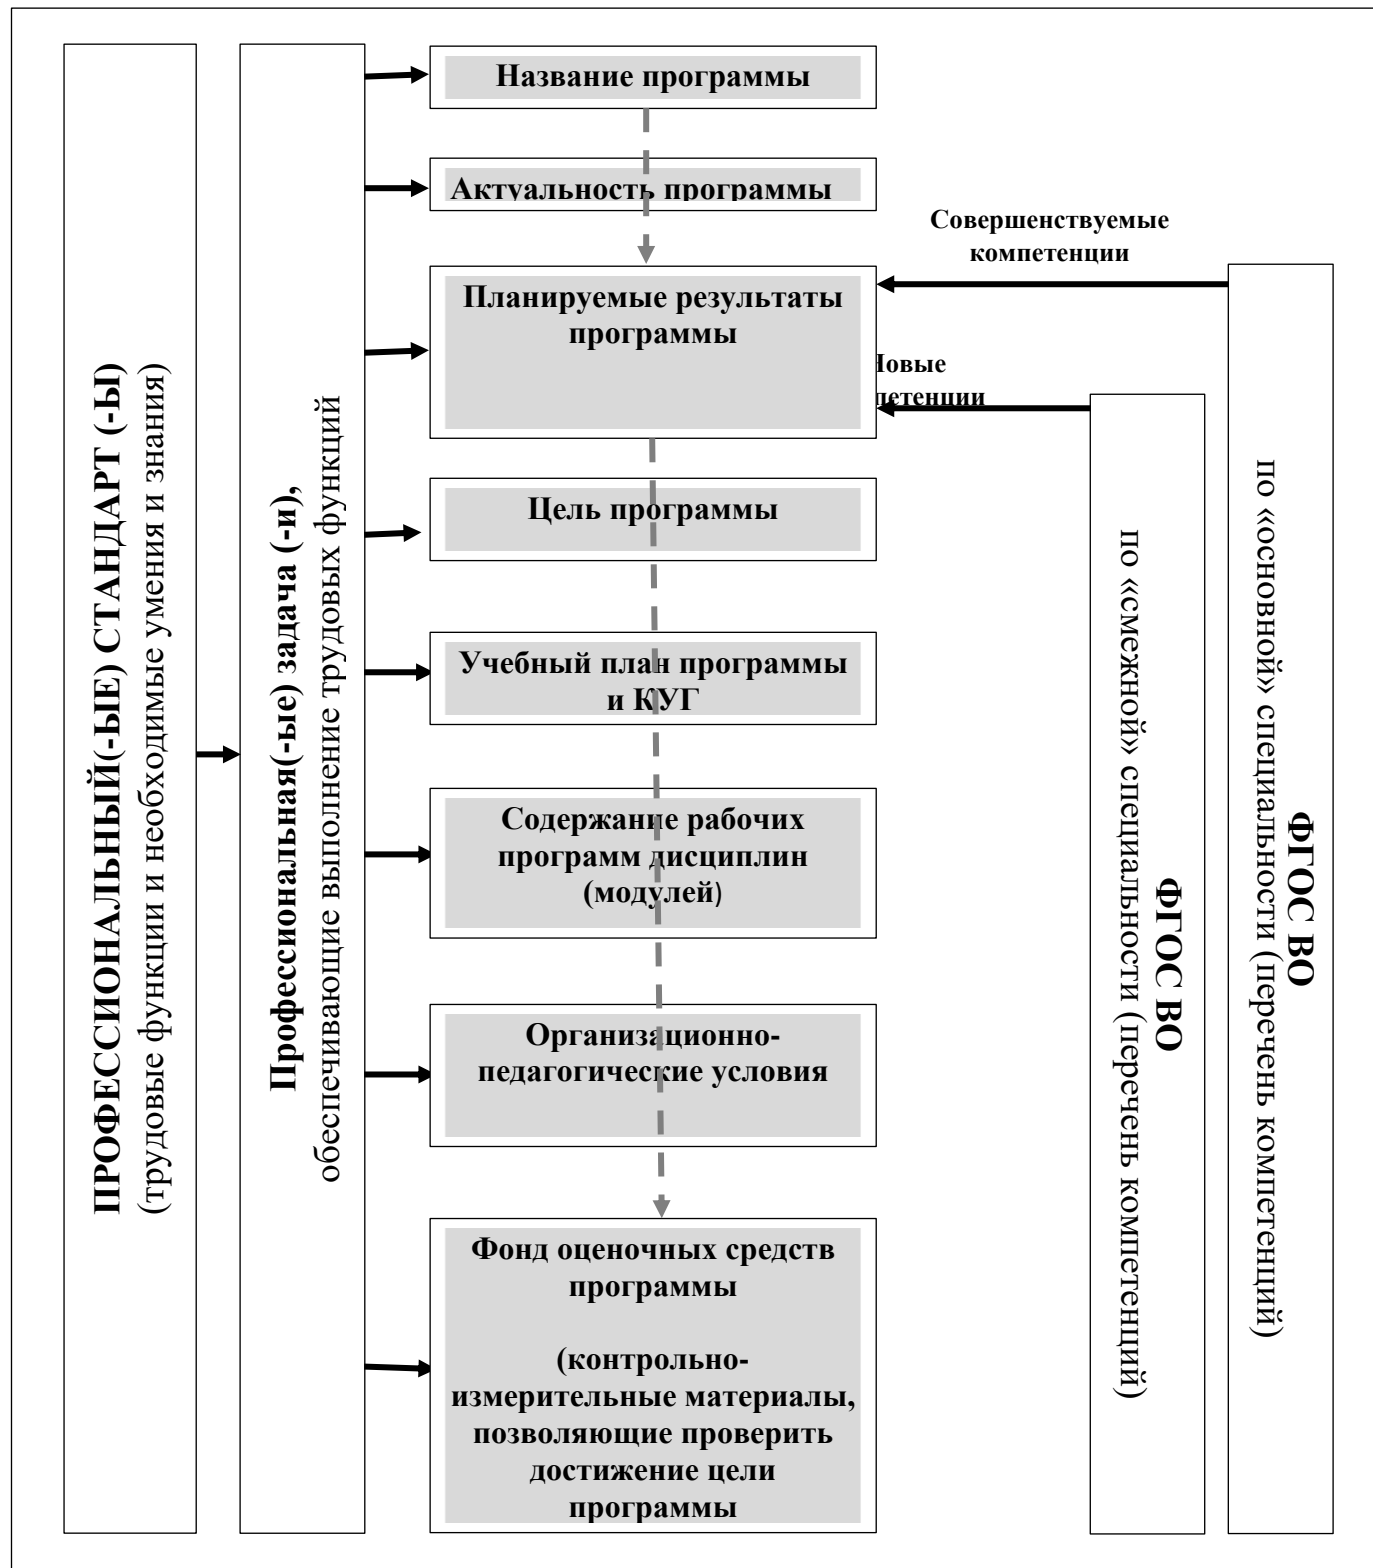 ПРОФЕССИОНАЛЬНЫЙ(-ЫЕ) СТАНДАРТ (-Ы)
(трудовые функции и необходимые умения и знания)
Профессиональная(-ые) задача (-и),
обеспечивающие выполнение трудовых функций
Название программы
Актуальность программы
Планируемые результаты
программы
Цель программы
Учебный план программы
и КУГ
Содержание рабочих
программ дисциплин
(модулей)
Организационно-
педагогические условия
Фонд оценочных средств
программы
(контрольно-
измерительные материалы,
позволяющие проверить
достижение цели
программы
Совершенствуемые
компетенции
Новые
петенции
ФГОС ВО
по «смежной» специальности (перечень компетенций)
ФГОС ВО
по «основной» специальности (перечень компетенций)